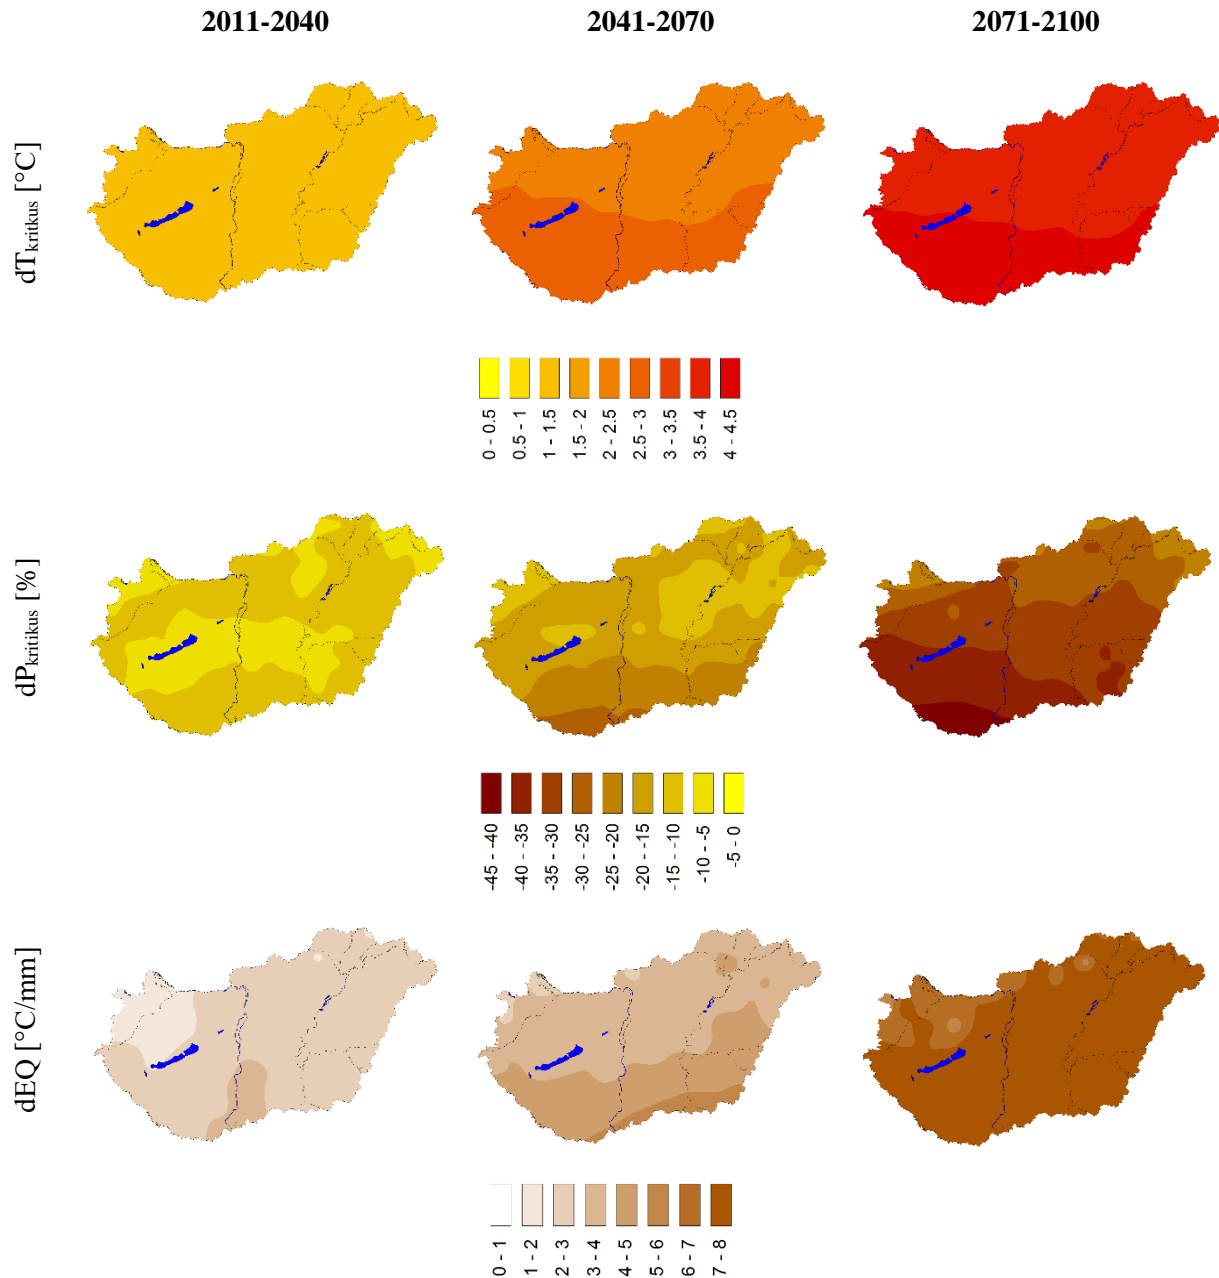 2011-2040 2041-2070 2071-2100
dTkritkus [°C]
0 - 0.5
0.5 - 1
1 - 1.5
1.5 - 2
2 - 2.5
2.5 - 3
3 - 3.5
3.5 - 4
4 - 4.5
dPkritikus [%]
-45 - -40
-40 - -35
-35 - -30
-30 - -25
-25 - -20
-20 - -15
-15 - -10
-10 - -5
-5 - 0
dEQ [°C/mm]
0 - 1
1 - 2
2 - 3
3 - 4
4 - 5
5 - 6
6 - 7
7 - 8